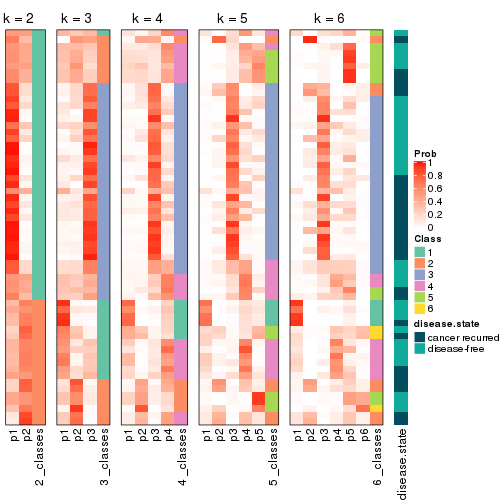 k = 2
k = 3
k = 4
k = 5
k = 6
Prob
1
0.8
0.6
0.4
0.2
0
Class
1
2
3
4
5
6
disease.state
cancer recurred
disease-free
p1
p2
2_classes
p1
p2
p3
3_classes
p1
p2
p3
p4
4_classes
p1
p2
p3
p4
p5
5_classes
p1
p2
p3
p4
p5
p6
6_classes
disease.state